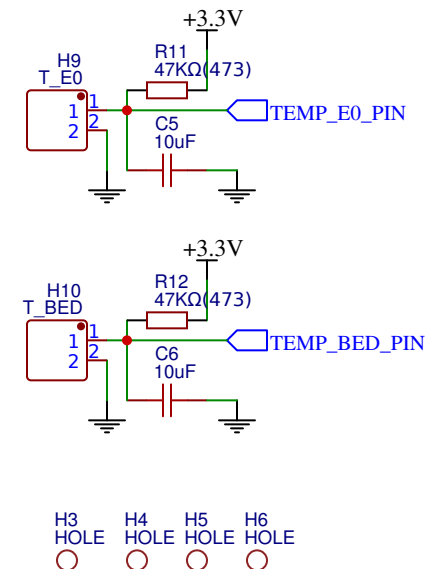 +3.3V
H9
T_E0
R11
47KΩ(473)
1
1
2
2
TEMP_E0_PIN
C5
10uF
+3.3V
H10
T_BED
R12
47KΩ(473)
1
1
2
2
TEMP_BED_PIN
C6
10uF
H3 H4 H5 H6
HOLE HOLE HOLE HOLE